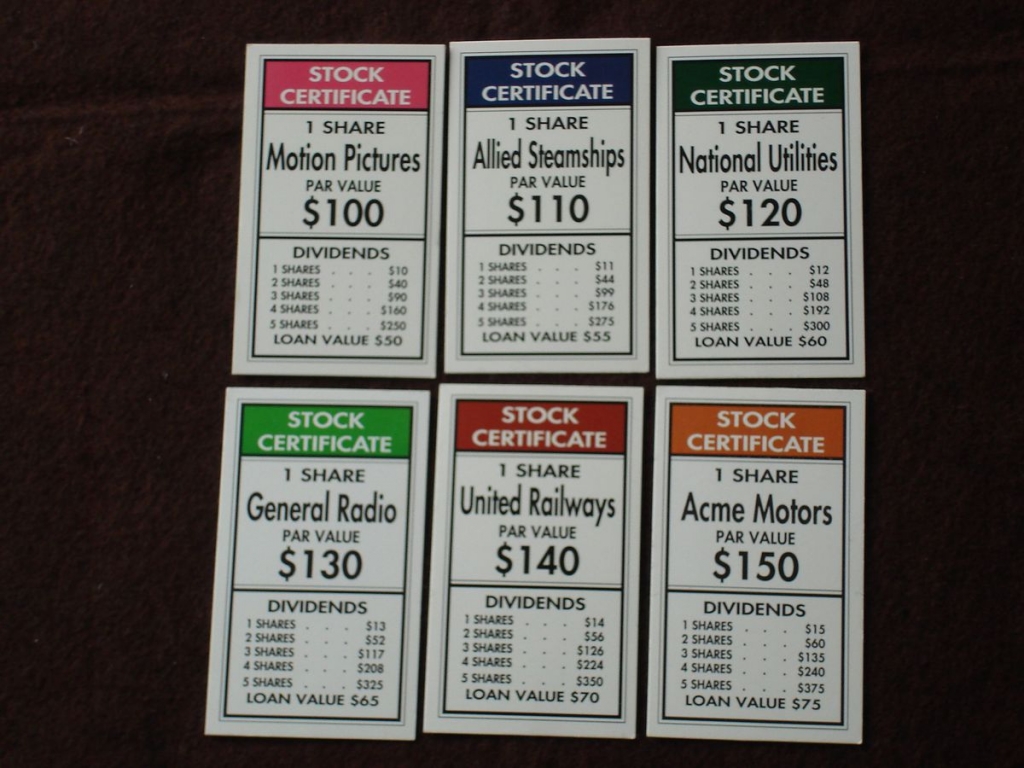 STOCK
CERTIFICATE
1 SHARE
Motion Pictures
PAR VALUE
$100
DIVIDENDS
1 SHARES . . . $10
2 SHARES . . . $40
3 SHARES . . . $90
4 SHARES . . . $160
5 SHARES . . . $250
LOAN VALUE $50
STOCK
CERTIFICATE
1 SHARE
Allied Steamships
PAR VALUE
$110
DIVIDENDS
1 SHARES . . . $11
2 SHARES . . . $44
3 SHARES . . . $99
4 SHARES . . . $176
5 SHARES . . . $275
LOAN VALUE $55
STOCK
CERTIFICATE
1 SHARE
National Utilities
PAR VALUE
$120
DIVIDENDS
1 SHARES . . . $12
2 SHARES . . . $48
3 SHARES . . . $108
4 SHARES . . . $192
5 SHARES . . . $300
LOAN VALUE $60
STOCK
CERTIFICATE
1 SHARE
General Radio
PAR VALUE
$130
DIVIDENDS
1 SHARES . . . $13
2 SHARES . . . $52
3 SHARES . . . $117
4 SHARES . . . $208
5 SHARES . . . $325
LOAN VALUE $65
STOCK
CERTIFICATE
1 SHARE
United Railways
PAR VALUE
$140
DIVIDENDS
1 SHARES . . . $14
2 SHARES . . . $56
3 SHARES . . . $126
4 SHARES . . . $224
5 SHARES . . . $350
LOAN VALUE $70
STOCK
CERTIFICATE
1 SHARE
Acme Motors
PAR VALUE
$150
DIVIDENDS
1 SHARES . . . $15
2 SHARES . . . $60
3 SHARES . . . $135
4 SHARES . . . $240
5 SHARES . . . $375
LOAN VALUE $75